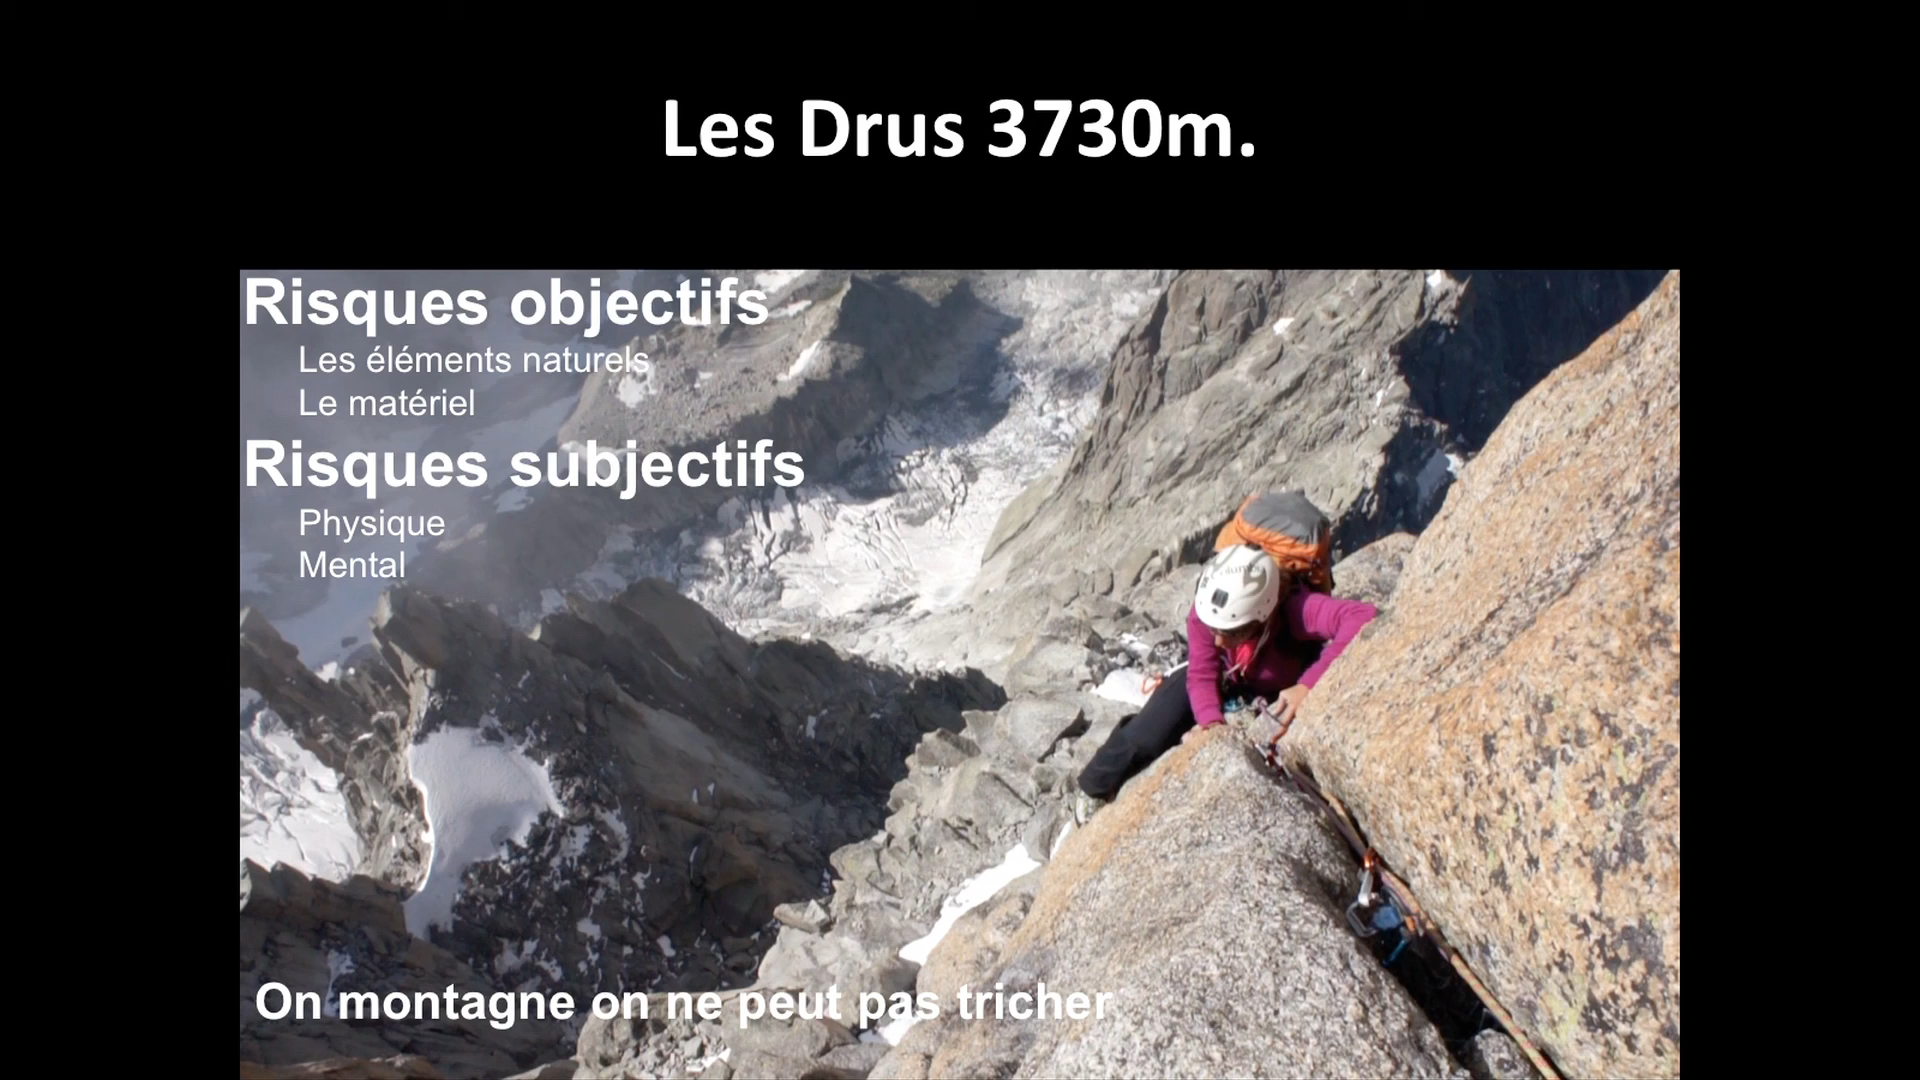 Les Drus 3730m.
Risques objectifs
Les éléments naturels
Le matériel
Risques subjectifs
Physique
Mental
On montagne on ne peut pas tricher